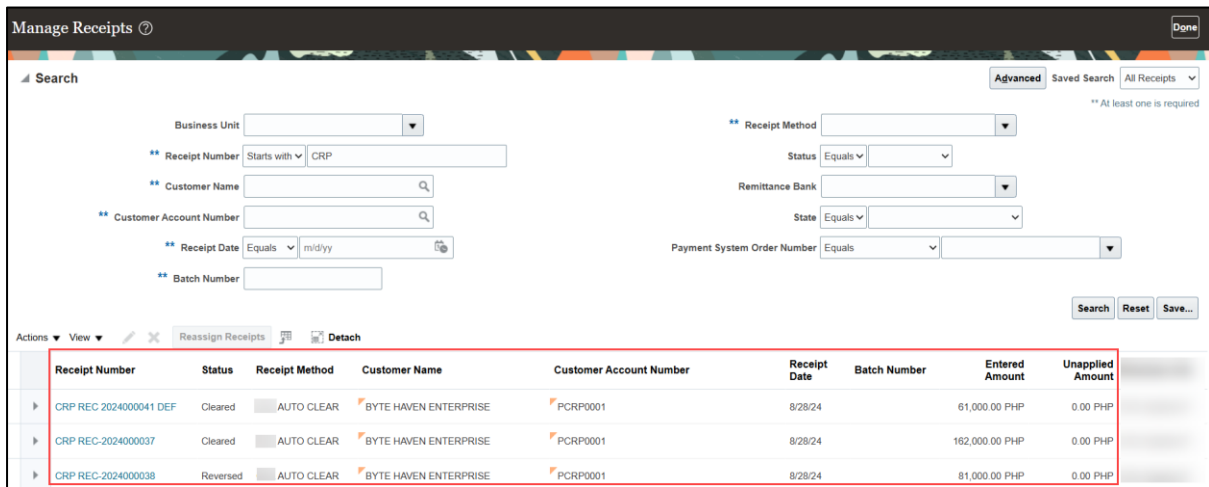 Manage Receipts
Done
Search
Advanced Saved Search All Receipts
** At least one is required
Business Unit
** Receipt Method
** Receipt Number Starts with CRP
Status Equals
** Customer Name
Remittance Bank
** Customer Account Number
State Equals
** Receipt Date Equals m/d/yy
Payment System Order Number Equals
** Batch Number
Search Reset Save...
Actions View Reassign Receipts Detach
Receipt Number Status Receipt Method Customer Name Customer Account Number Receipt Date Batch Number Entered Amount Unapplied Amount
CRP REC 2024000041 DEF Cleared AUTO CLEAR BYTE HAVEN ENTERPRISE PCRP0001 8/28/24 61,000.00 PHP 0.00 PHP
CRP REC-2024000037 Cleared AUTO CLEAR BYTE HAVEN ENTERPRISE PCRP0001 8/28/24 162,000.00 PHP 0.00 PHP
CRP REC-2024000038 Reversed AUTO CLEAR BYTE HAVEN ENTERPRISE PCRP0001 8/28/24 81,000.00 PHP 0.00 PHP